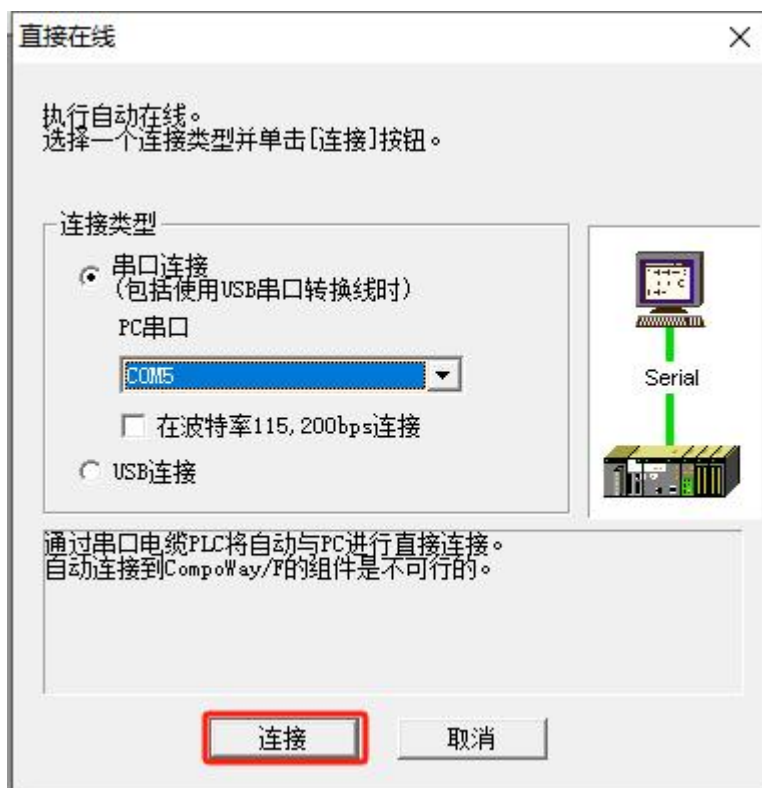 直接在线
执行自动在线。
选择一个连接类型并单击[连接]按钮。
连接类型
串口连接
(包括使用USB串口转换线时)
PC串口
COM5
在波特率115,200bps连接
USB连接
Serial
通过串口电缆PLC将自动与PC进行直接连接。
自动连接到CompoWay/F的组件是不可行的。
连接
取消